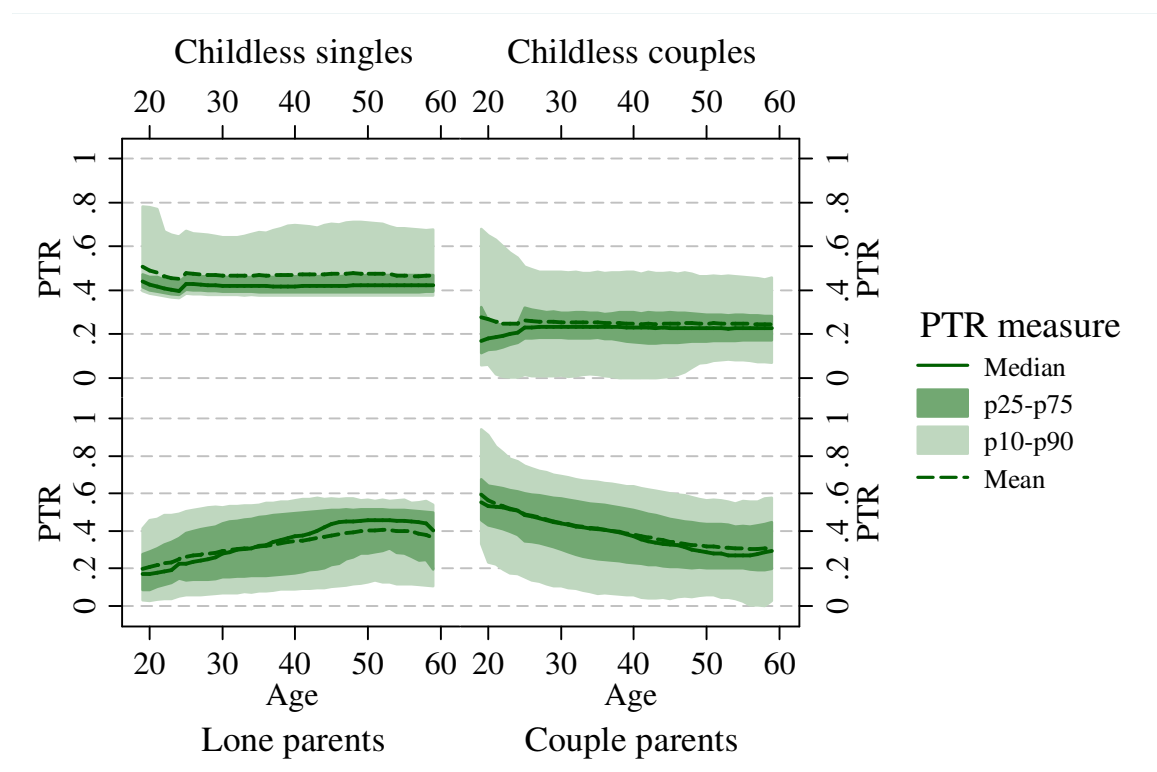 Childless singles Childless couples
20 30 40 50 60 20 30 40 50 60
PTR
0 .2 .4 .6 .8 1
PTR
0 .2 .4 .6 .8 1
PTR
0 .2 .4 .6 .8 1
PTR
0 .2 .4 .6 .8 1
20 30 40 50 60 20 30 40 50 60
Age Age
Lone parents Couple parents
PTR measure
Median
p25-p75
p10-p90
Mean